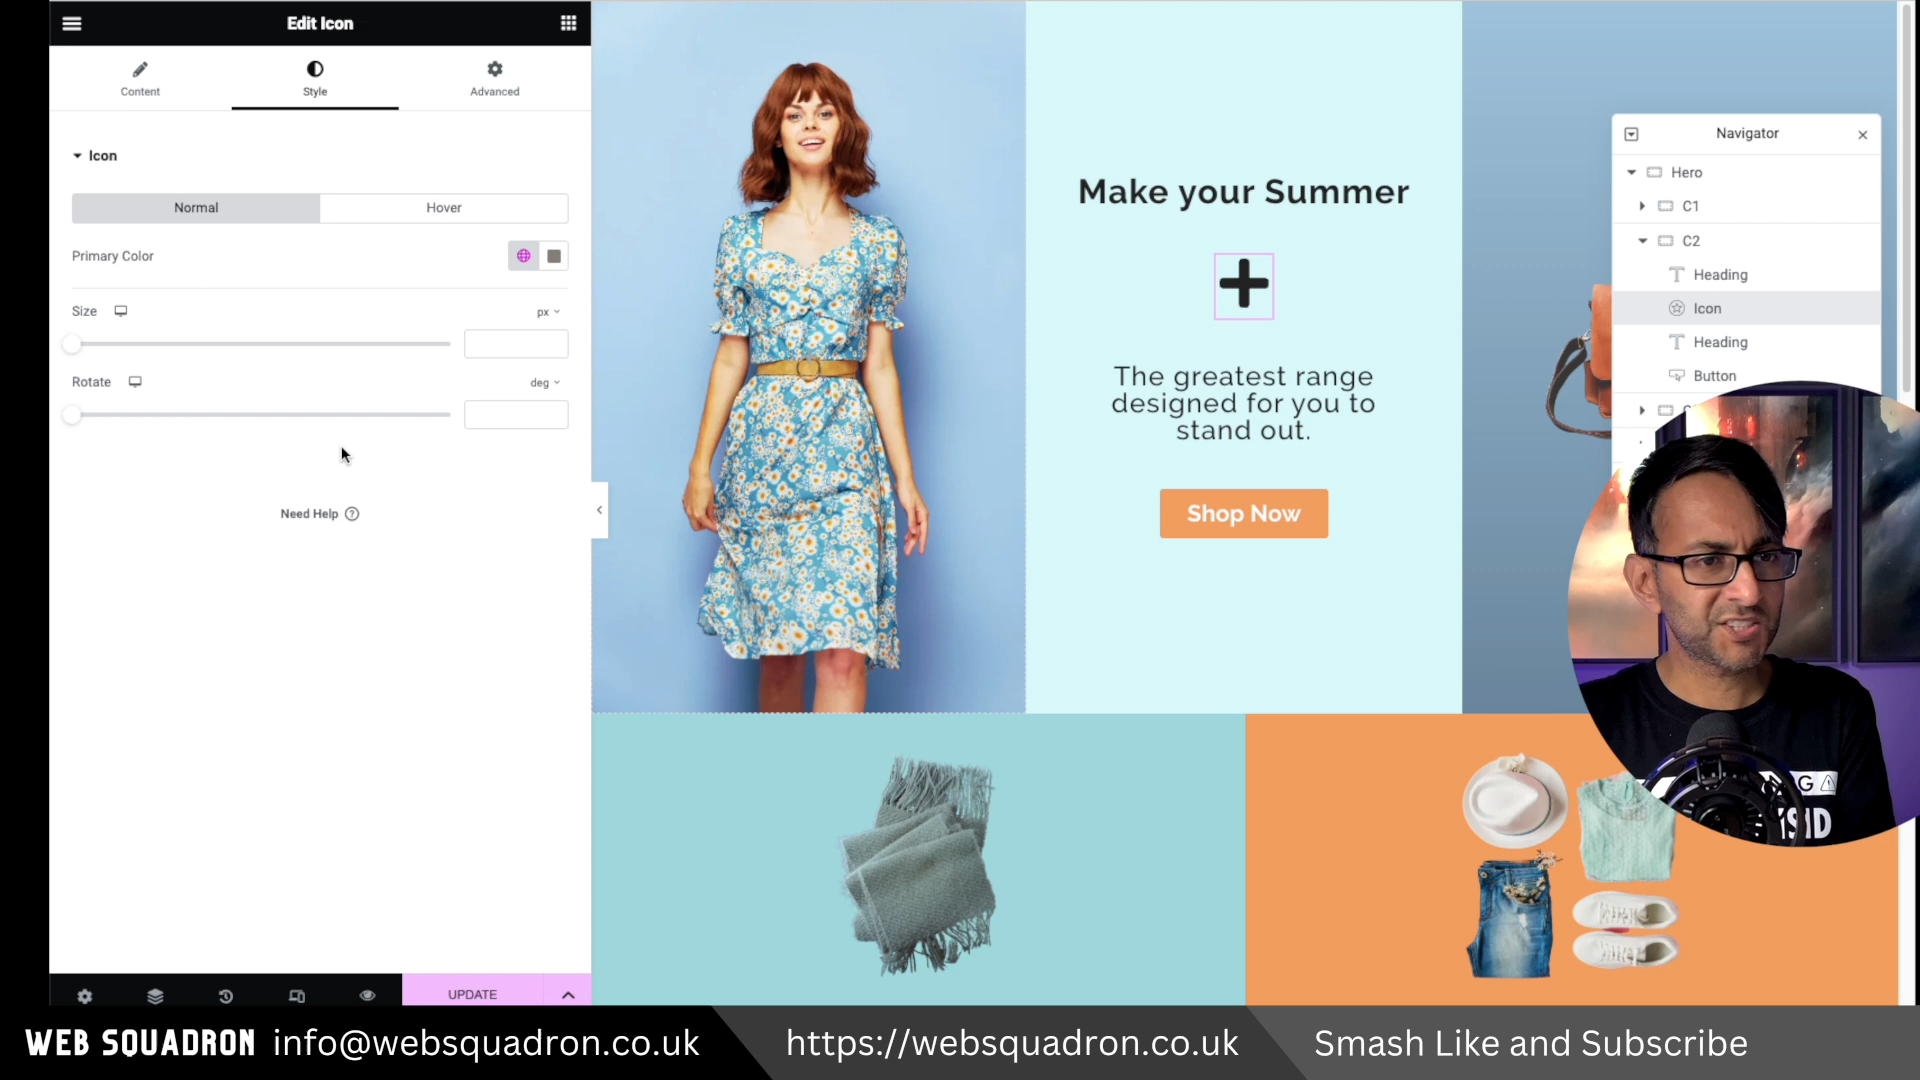 Edit Icon
Content
Style
Advanced
Icon
Normal
Hover
Primary Color
Size
px
Rotate
deg
Need Help
UPDATE
Make your Summer
The greatest range
designed for you to
stand out.
Shop Now
Navigator
Hero
C1
C2
Heading
Icon
Heading
Button
WEB SQUADRON info@websquadron.co.uk
https://websquadron.co.uk
Smash Like and Subscribe